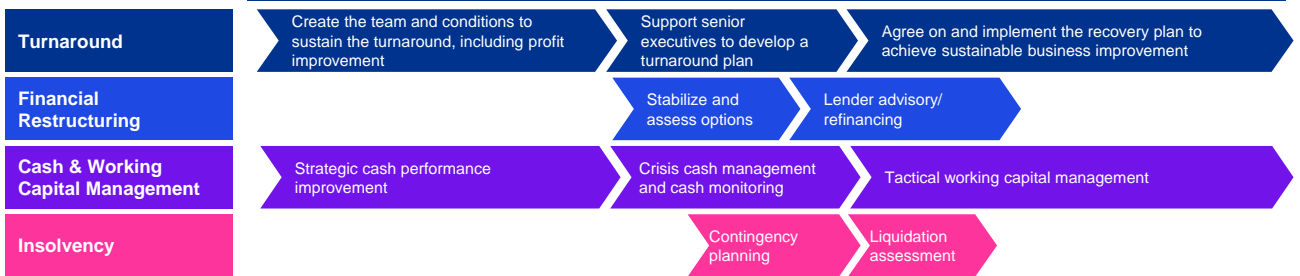 Turnaround
Create the team and conditions to
sustain the turnaround, including profit
improvement
Support senior
executives to develop a
turnaround plan
Agree on and implement the recovery plan to
achieve sustainable business improvement
Financial
Restructuring
Stabilize and
assess options
Lender advisory/
refinancing
Cash & Working
Capital Management
Strategic cash performance
improvement
Crisis cash management
and cash monitoring
Tactical working capital management
Insolvency
Contingency
planning
Liquidation
assessment